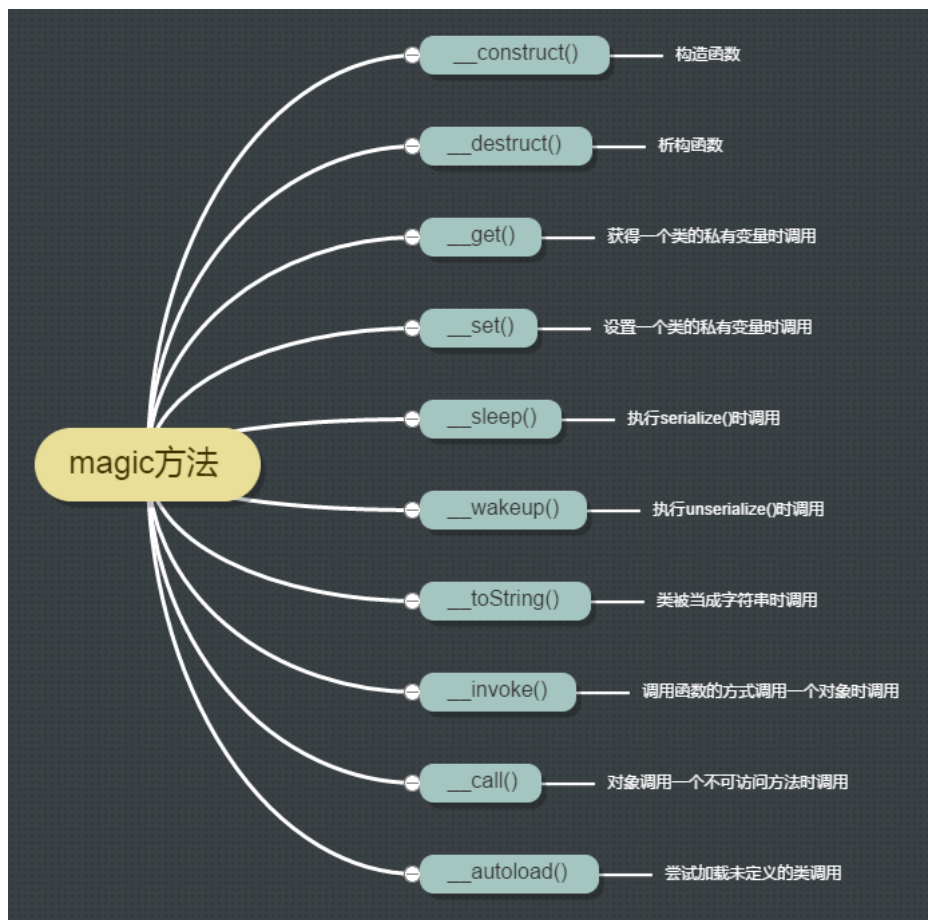 __construct() 构造函数
__destruct() 析构函数
__get() 获得一个类的私有变量时调用
__set() 设置一个类的私有变量时调用
__sleep() 执行serialize()时调用
magic方法
__wakeup() 执行unserialize()时调用
__toString() 类被当成字符串时调用
__invoke() 调用函数的方式调用一个对象时调用
__call() 对象调用一个不可访问方法时调用
__autoload() 尝试加载未定义的类调用